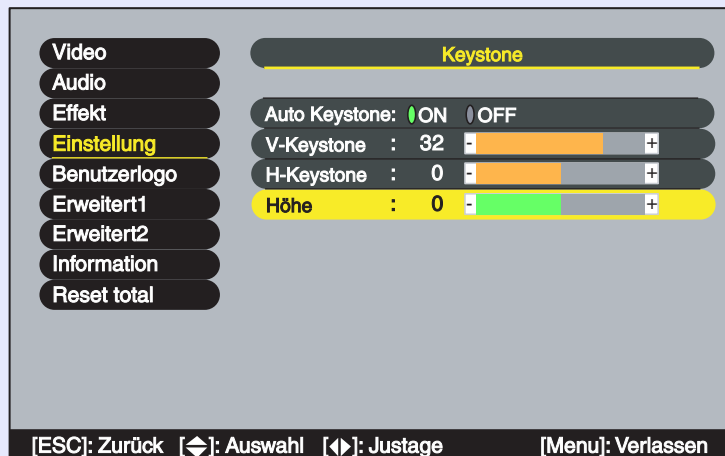 Video
Audio
Effekt
Einstellung
Benutzerlogo
Erweitert1
Erweitert2
Information
Reset total
Keystone
Auto Keystone: ON OFF
V-Keystone : 32 - +
H-Keystone : 0 - +
Höhe : 0 - +
[ESC]: Zurück []: Auswahl []: Justage [Menu]: Verlassen